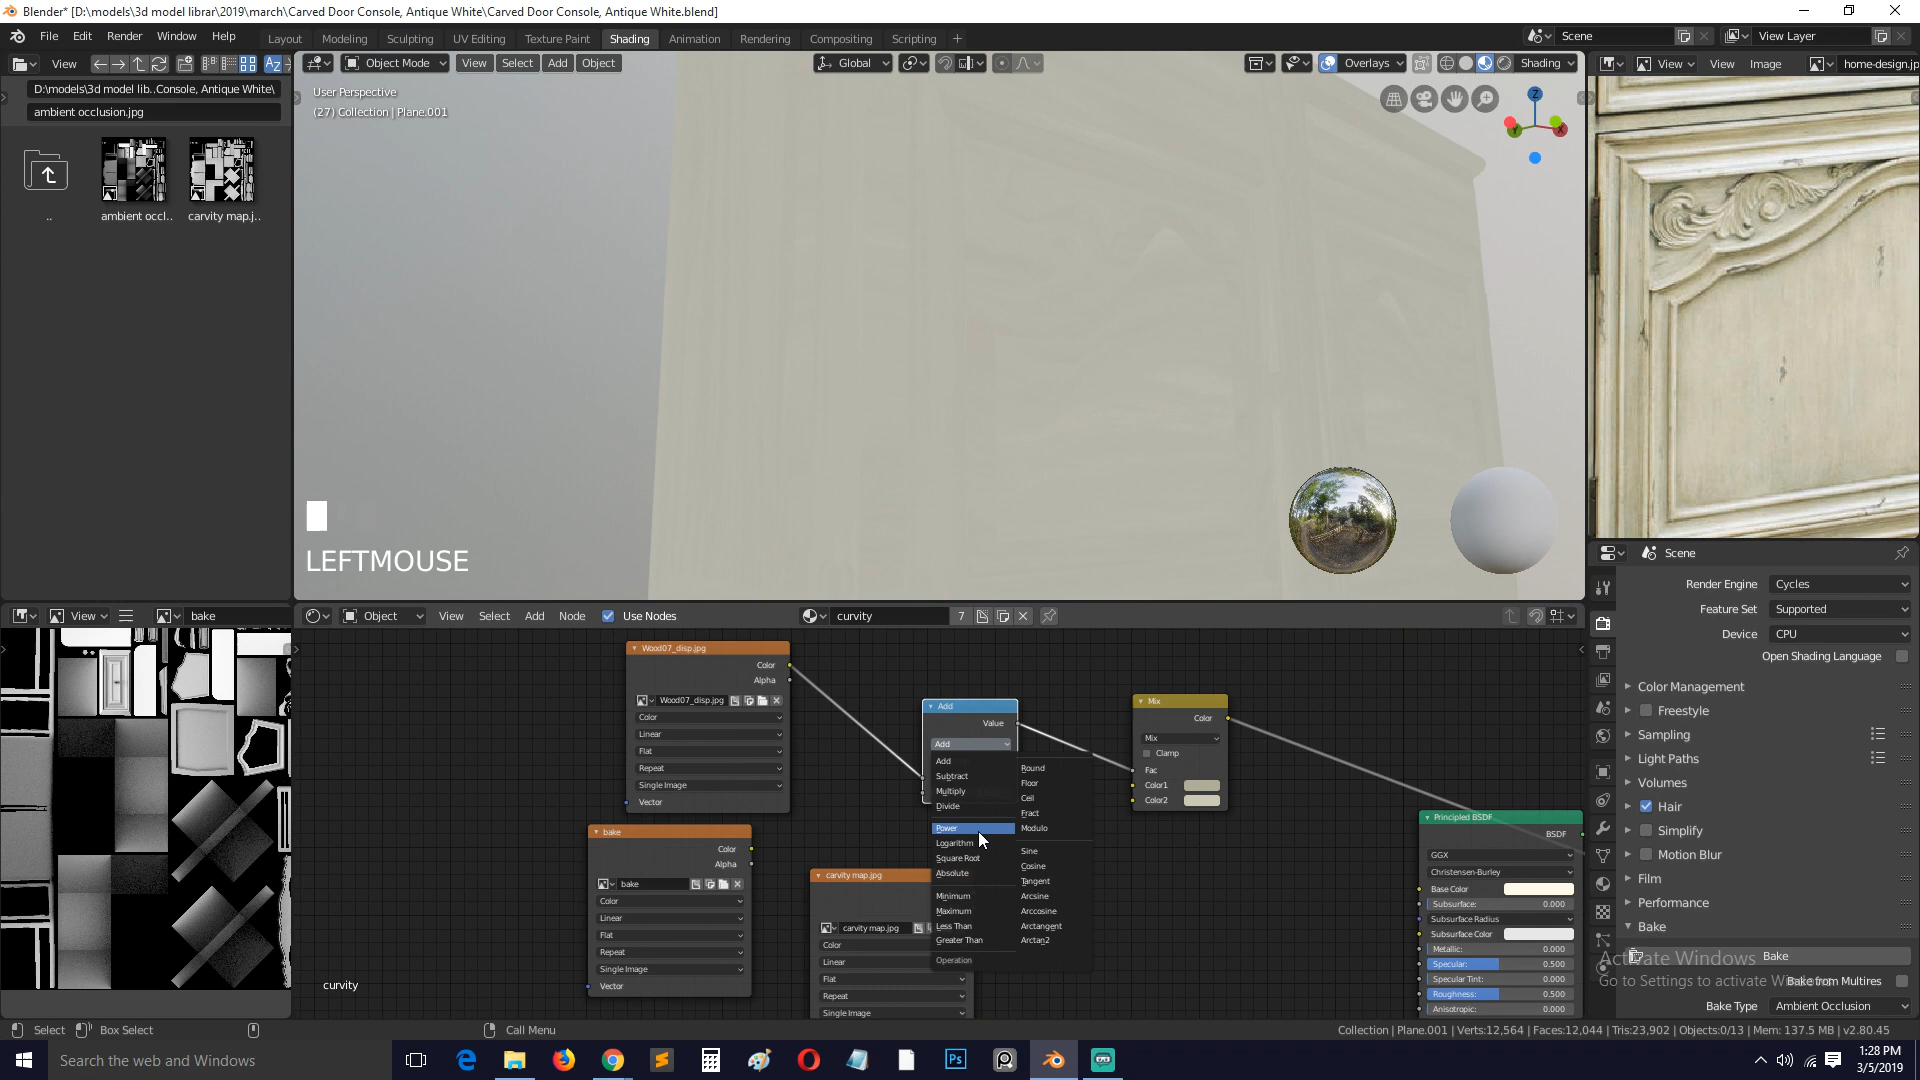 Blender* [D:\models\3d model librar\2019\march\Carved Door Console, Antique White\Carved Door Console, Antique White.blend]
File Edit Render Window Help
Layout Modeling Sculpting UV Editing Texture Paint Shading Animation Rendering Compositing Scripting +
Scene
View Layer
View
D:\models\3d model lib..Console, Antique White\
ambient occlusion.jpg
..
ambient occl..
carvity map.j..
Object Mode View Select Add Object
Global
Overlays
Shading
User Perspective
(27) Collection | Plane.001
Z
LEFTMOUSE
View View Image home-design.jp
View bake
Object View Select Add Node Use Nodes
curvity 7
Wood07_disp.jpg
Color
Alpha
Wood07_disp.jpg
Color
Linear
Flat
Repeat
Single Image
Vector
bake
Color
Alpha
bake
Color
Linear
Flat
Repeat
Single Image
Vector
carvity map.jpg
carvity map.jpg
Color
Linear
Flat
Repeat
Single Image
Add
Value
Add
Add
Subtract
Multiply
Divide
Power
Logarithm
Square Root
Absolute
Minimum
Maximum
Less Than
Greater Than
Operation
Round
Floor
Ceil
Fract
Modulo
Sine
Cosine
Tangent
Arcsine
Arccosine
Arctangent
Arctan2
Mix
Color
Mix
Clamp
Fac
Color1
Color2
Principled BSDF
BSDF
GGX
Christensen-Burley
Base Color
Subsurface: 0.000
Subsurface Radius
Subsurface Color
Metallic: 0.000
Specular: 0.500
Specular Tint: 0.000
Roughness: 0.500
Anisotropic: 0.000
curvity
Scene
Render Engine Cycles
Feature Set Supported
Device CPU
Open Shading Language
Color Management
Freestyle
Sampling
Light Paths
Volumes
Hair
Simplify
Motion Blur
Film
Performance
Bake
Bake
Bake from Multires
Bake Type Ambient Occlusion
Activate Windows
Go to Settings to activate Windows.
Select Box Select Call Menu
Collection | Plane.001 | Verts:12,564 | Faces:12,044 | Tris:23,902 | Objects:0/13 | Mem: 137.5 MB | v2.80.45
Search the web and Windows
Ps
1:28 PM
3/5/2019